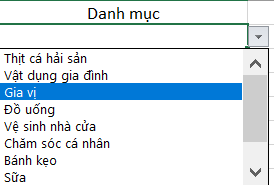 Danh mục
Thịt cá hải sản
Vật dụng gia đình
Gia vị
Đồ uống
Vệ sinh nhà cửa
Chăm sóc cá nhân
Bánh kẹo
Sữa